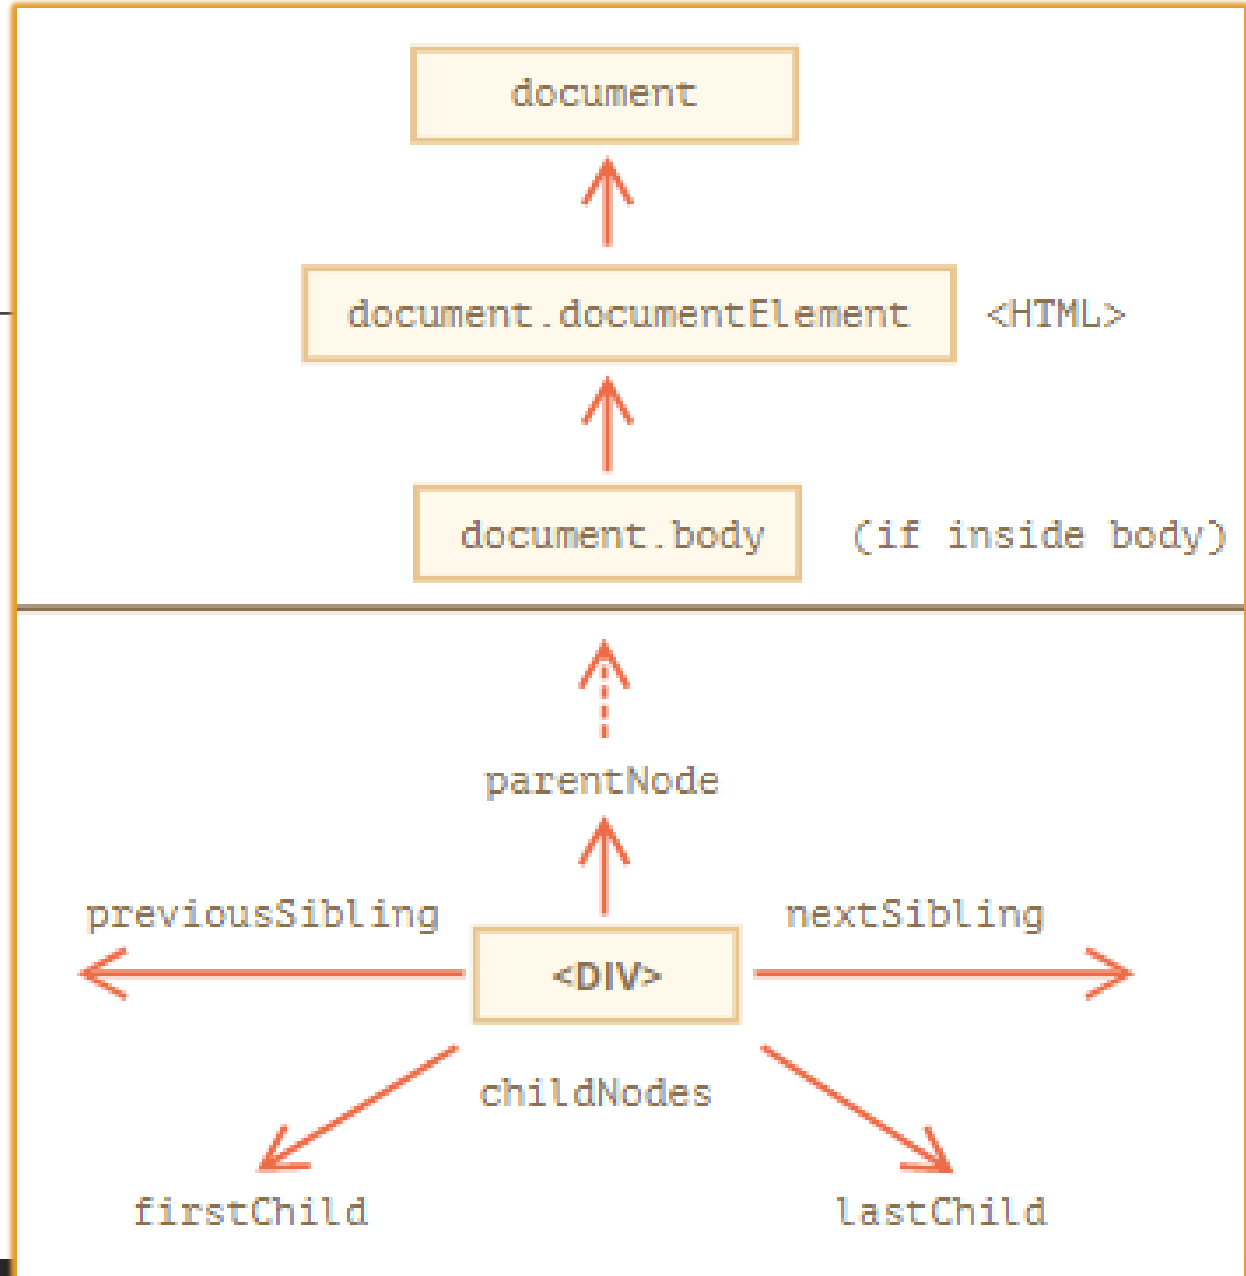 document
document.documentElement <HTML>
document.body (if inside body)
parentNode
previousSibling nextSibling
<DIV>
childNodes
firstChild lastChild